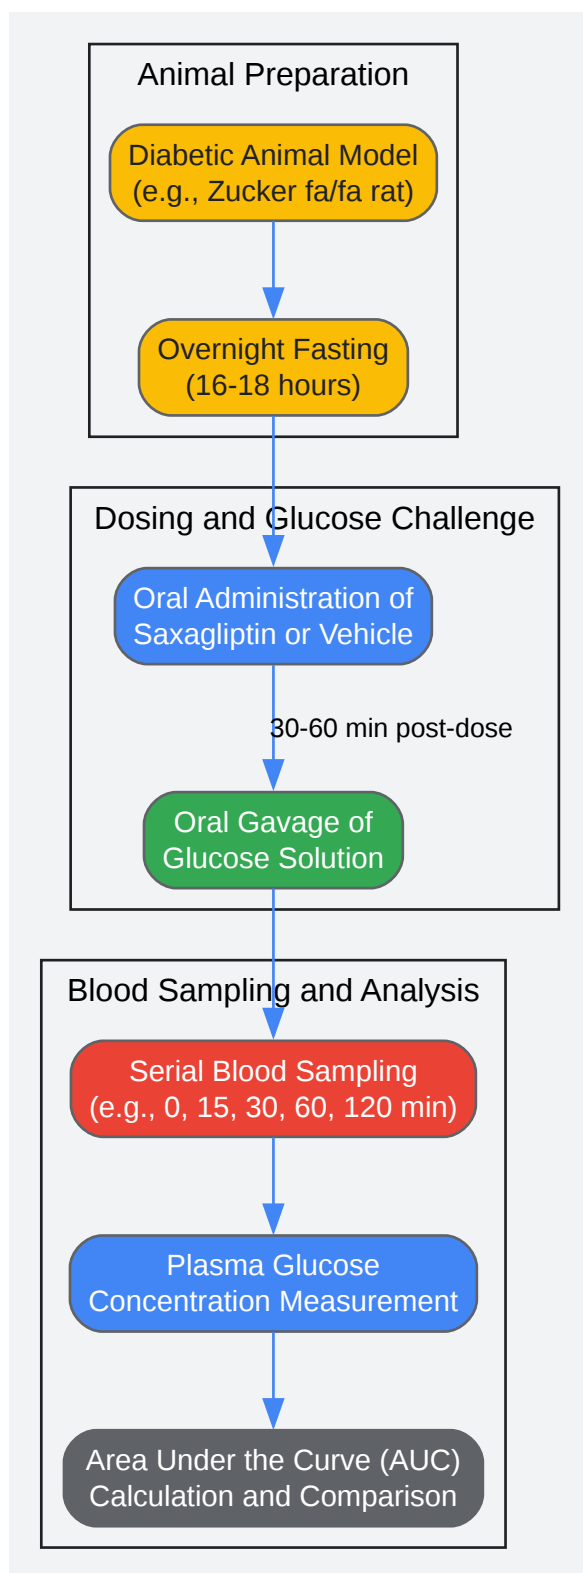 Animal Preparation
Diabetic Animal Model
(e.g., Zucker fa/fa rat)
Overnight Fasting
(16-18 hours)
Dosing and Glucose Challenge
Oral Administration of
Saxagliptin or Vehicle
30-60 min post-dose
Oral Gavage of
Glucose Solution
Blood Sampling and Analysis
Serial Blood Sampling
(e.g., 0, 15, 30, 60, 120 min)
Plasma Glucose
Concentration Measurement
Area Under the Curve (AUC)
Calculation and Comparison